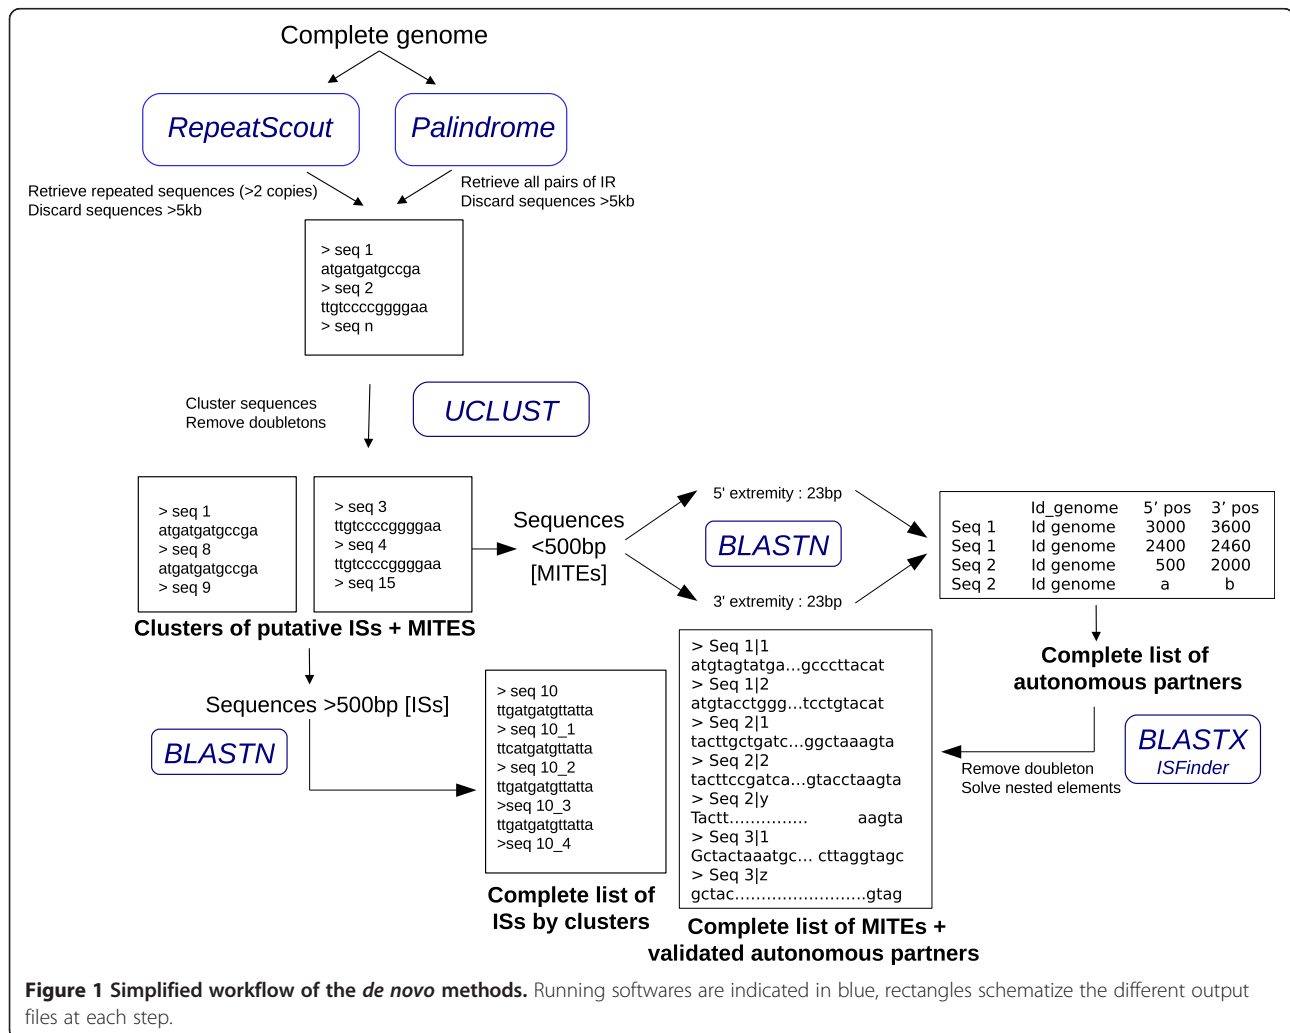 Complete genome
RepeatScout
Palindrome
Retrieve repeated sequences (>2 copies)
Discard sequences >5kb
Retrieve all pairs of IR
Discard sequences >5kb
> seq 1
atgatgatgccga
> seq 2
ttgtccccggggaa
> seq n
Cluster sequences
Remove doubletons
UCLUST
> seq 1
atgatgatgccga
> seq 8
atgatgatgccga
> seq 9
> seq 3
ttgtccccggggaa
> seq 4
ttgtccccggggaa
> seq 15
Clusters of putative ISs + MITES
Sequences
<500bp
[MITEs]
5' extremity : 23bp
BLASTN
3' extremity : 23bp
Id_genome 5’ pos 3’ pos
Seq 1 Id genome 3000 3600
Seq 1 Id genome 2400 2460
Seq 2 Id genome 500 2000
Seq 2 Id genome a b
Complete list of
autonomous partners
BLASTX
ISFinder
Remove doubleton
Solve nested elements
Sequences >500bp [ISs]
BLASTN
> seq 10
ttgatgatgttatta
> seq 10_1
ttcatgatgttatta
> seq 10_2
ttgatgatgttatta
>seq 10_3
ttgatgatgttatta
>seq 10_4
Complete list of
ISs by clusters
> Seq 1|1
atgtagtatga...gcccttacat
> Seq 1|2
atgtacctggg...tcctgtacat
> Seq 2|1
tacttgctgatc...ggctaaagta
> Seq 2|2
tacttccgatca...gtacctaagta
> Seq 2|y
Tactt............... aagta
> Seq 3|1
Gctactaaatgc... cttaggtagc
> Seq 3|z
gctac.........................gtag
Complete list of MITEs +
validated autonomous partners
Figure 1 Simplified workflow of the de novo methods. Running softwares are indicated in blue, rectangles schematize the different output
files at each step.